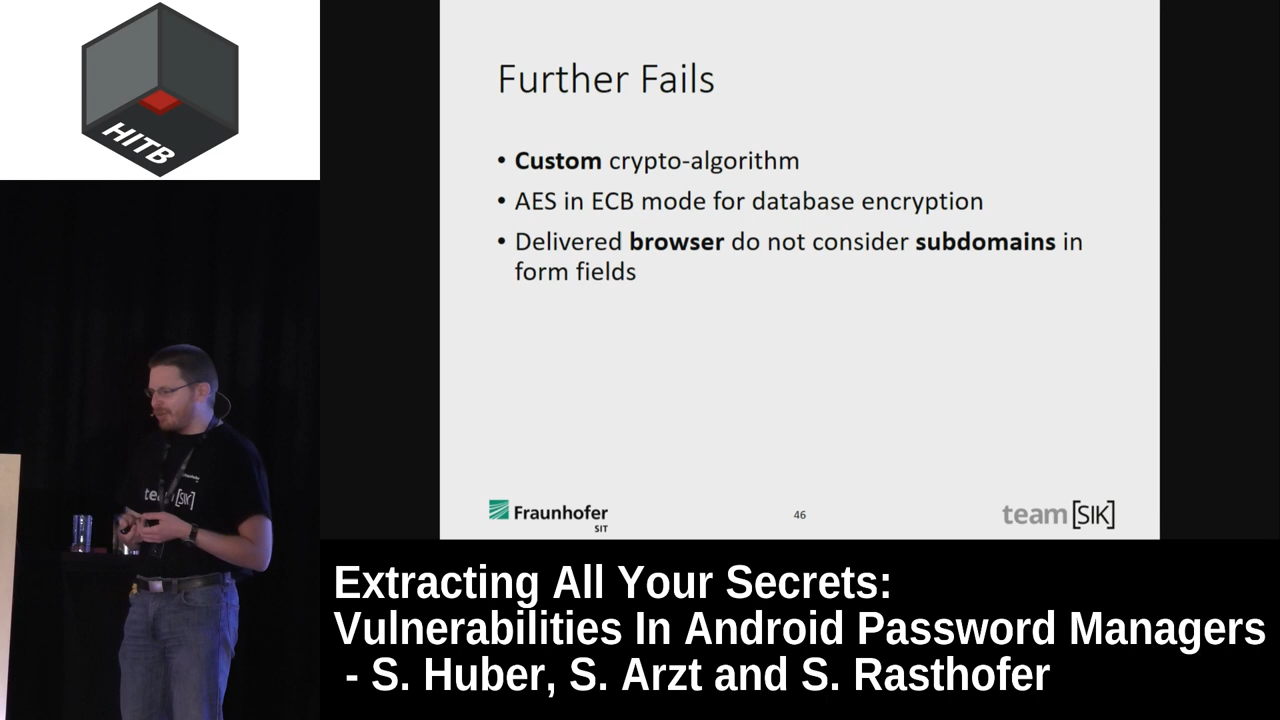 HITB
Further Fails
• Custom crypto-algorithm
• AES in ECB mode for database encryption
• Delivered browser do not consider subdomains in
form fields
Fraunhofer
SIT
46
team[SIK]
Fraunhofer
team[SIK]
Extracting All Your Secrets:
Vulnerabilities In Android Password Managers
- S. Huber, S. Arzt and S. Rasthofer